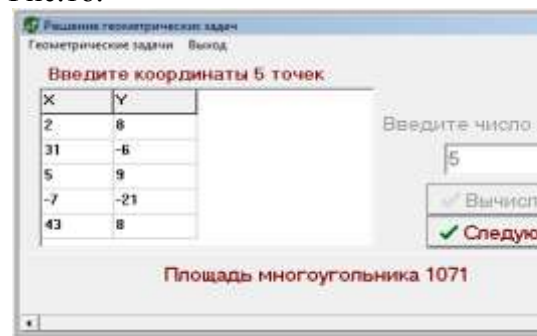 Решение геометрических задач
Геометрические задачи Выход
Введите координаты 5 точек
X Y
2 8
31 -6
5 9
-7 -21
43 8
Введите число
5
Вычисл
Следую
Площадь многоугольника 1071